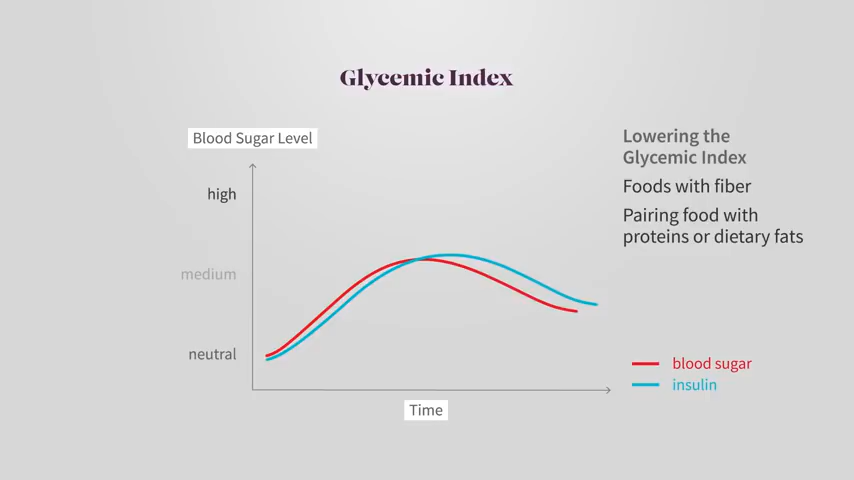 Glycemic Index
Blood Sugar Level
high
medium
neutral
Time
Lowering the
Glycemic Index
Foods with fiber
Pairing food with
proteins or dietary fats
blood sugar
insulin